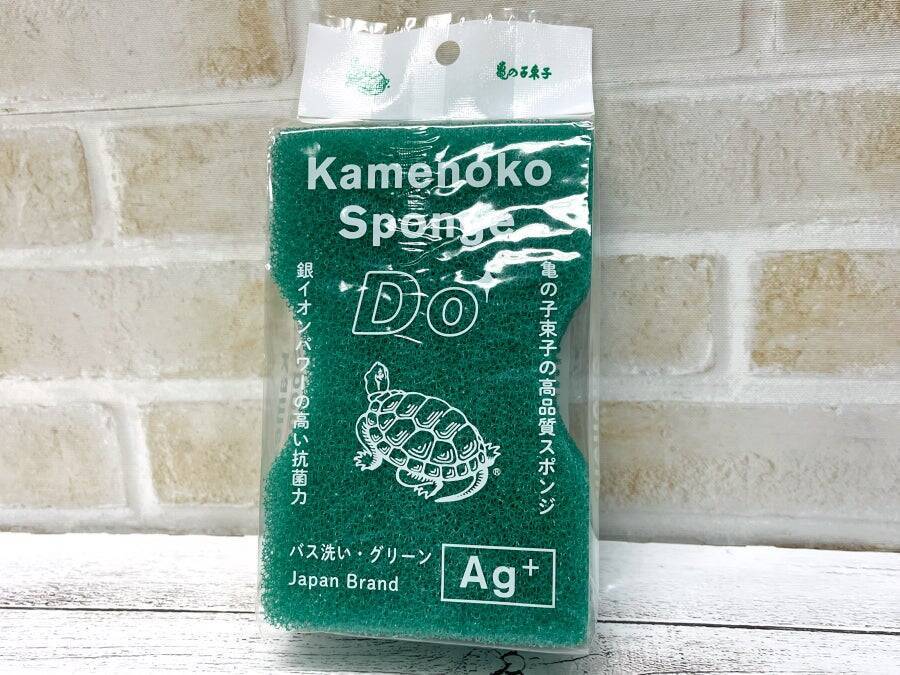 亀の子束子
Kamenoko
Sponge
Do
銀イオンパワーの高い抗菌力
亀の子束子の高品質スポンジ
®
バス洗い・グリーン
Japan Brand
Ag+